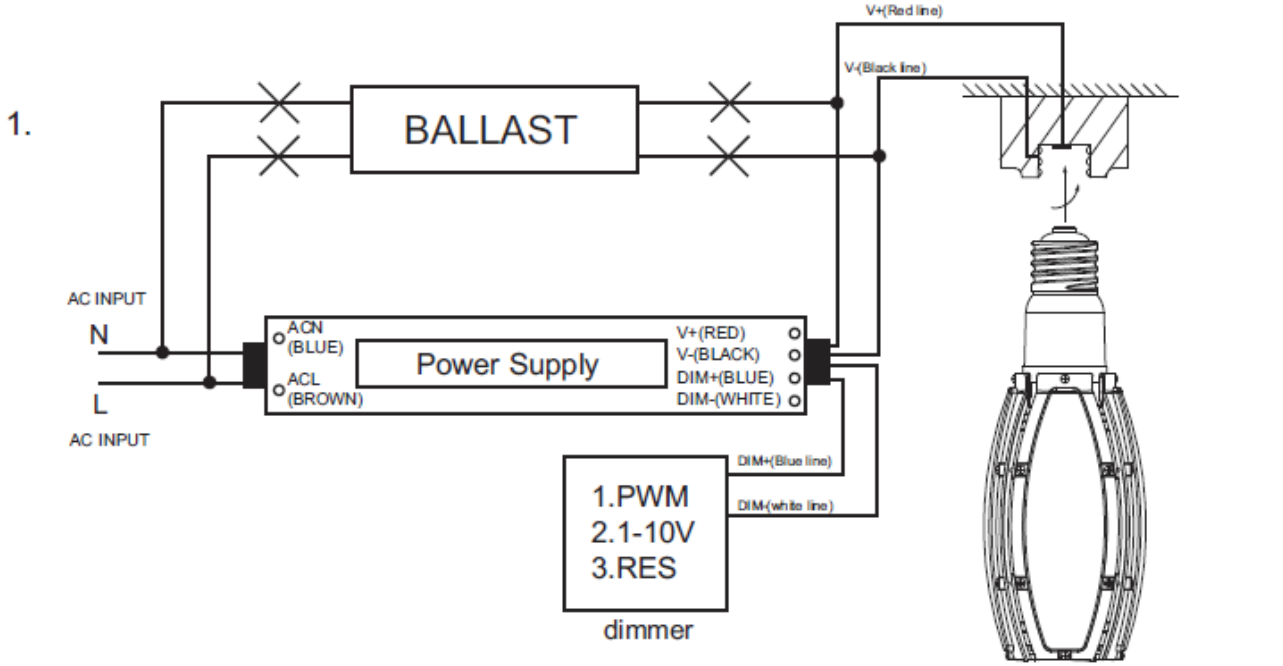 V+(Red line)
V-(Black line)
1.
BALLAST
AC INPUT
N
L
AC INPUT
ACN
(BLUE)
ACL
(BROWN)
Power Supply
V+(RED)
V-(BLACK)
DIM+(BLUE)
DIM-(WHITE)
DIM+(Blue line)
DIM-(white line)
1.PWM
2.1-10V
3.RES
dimmer